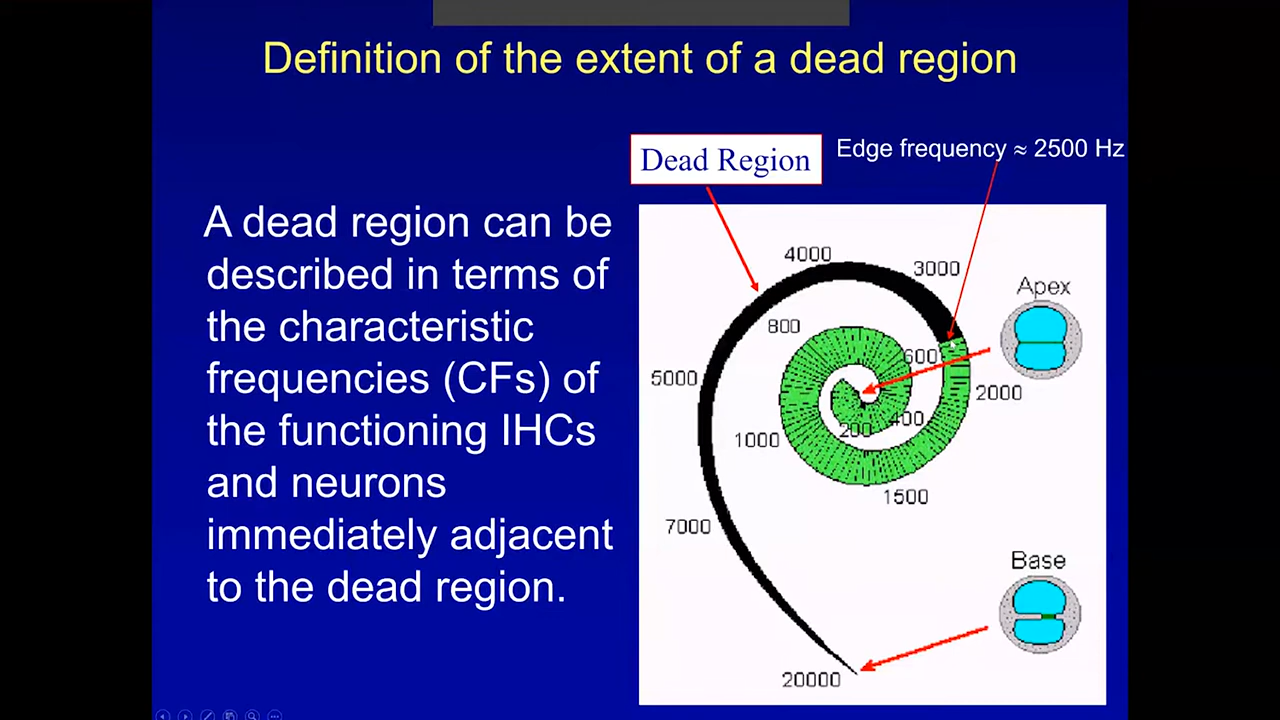 Definition of the extent of a dead region
Dead Region
Edge frequency ≈ 2500 Hz
A dead region can be
described in terms of
the characteristic
frequencies (CFs) of
the functioning IHCs
and neurons
immediately adjacent
to the dead region.
4000
3000
Apex
800
600
5000
2000
400
200
1000
1500
7000
Base
20000